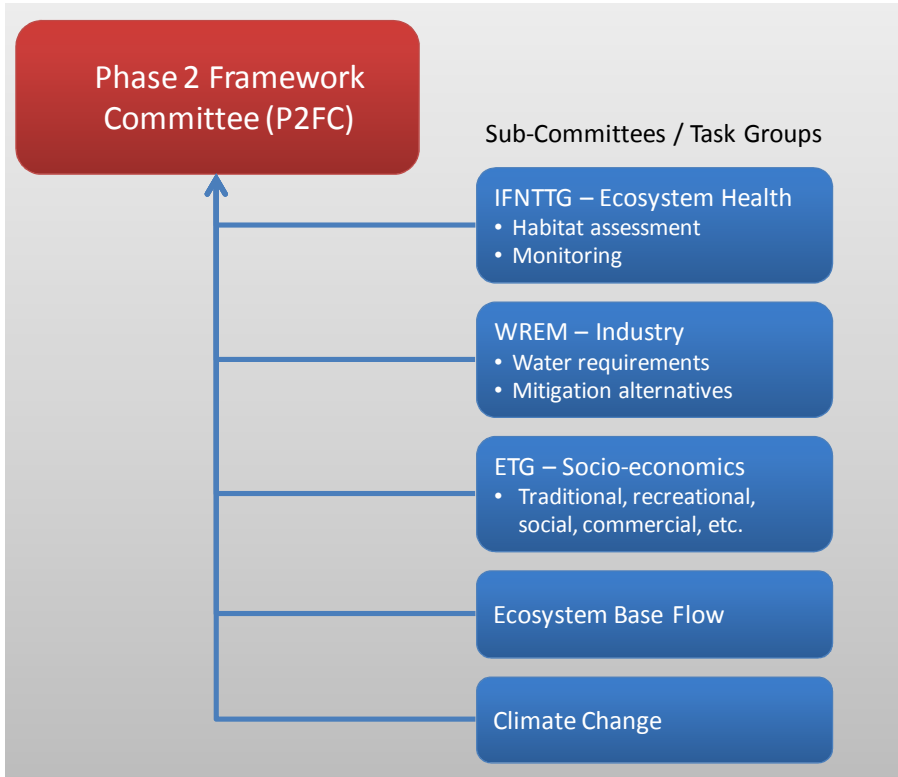 Phase 2 Framework
Committee (P2FC)
Sub-Committees / Task Groups
IFNTTG – Ecosystem Health
• Habitat assessment
• Monitoring
WREM – Industry
• Water requirements
• Mitigation alternatives
ETG – Socio-economics
• Traditional, recreational,
social, commercial, etc.
Ecosystem Base Flow
Climate Change